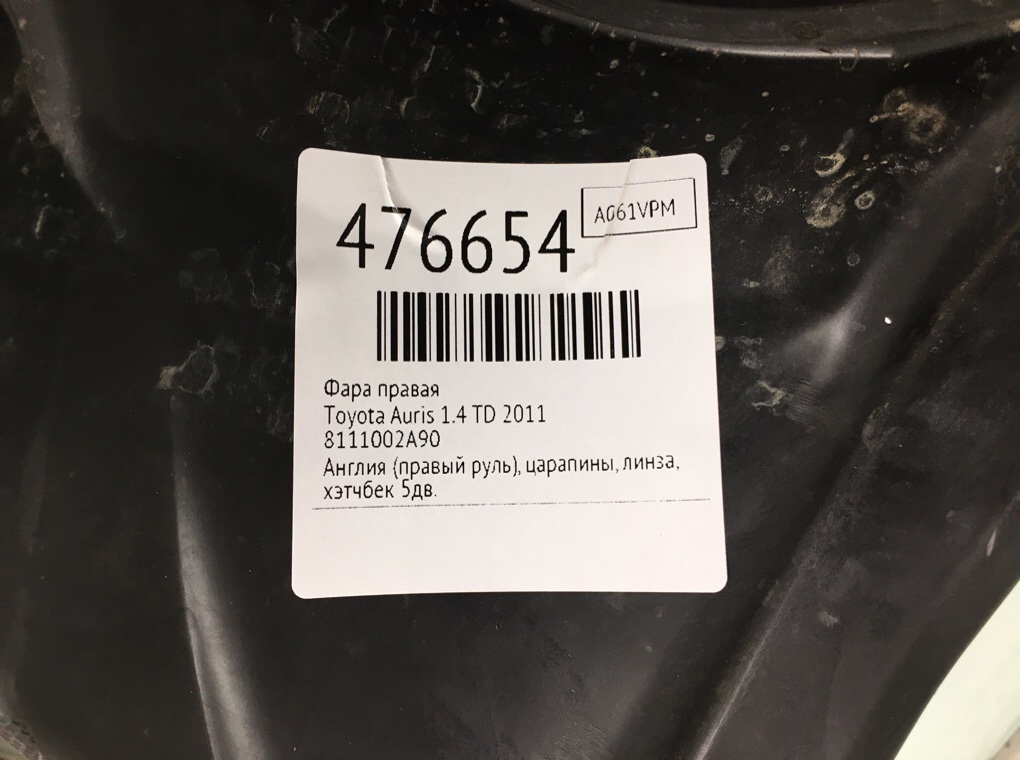 476654
A061VPM
Фара правая
Toyota Auris 1.4 TD 2011
8111002A90
Англия (правый руль), царапины, линза,
хэтчбек 5дв.